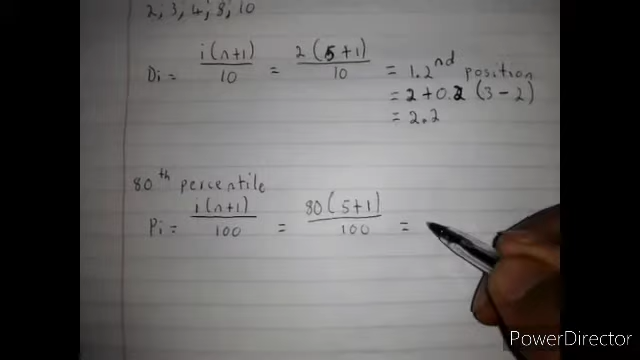 2; 3; 4; 8; 10
Di = i(n+1)/10 = 2(5+1)/10 = 1.2nd position
= 2 + 0.2 (3 - 2)
= 2.2
80th percentile
Pi = i(n+1)/100 = 80(5+1)/100 =
PowerDirector